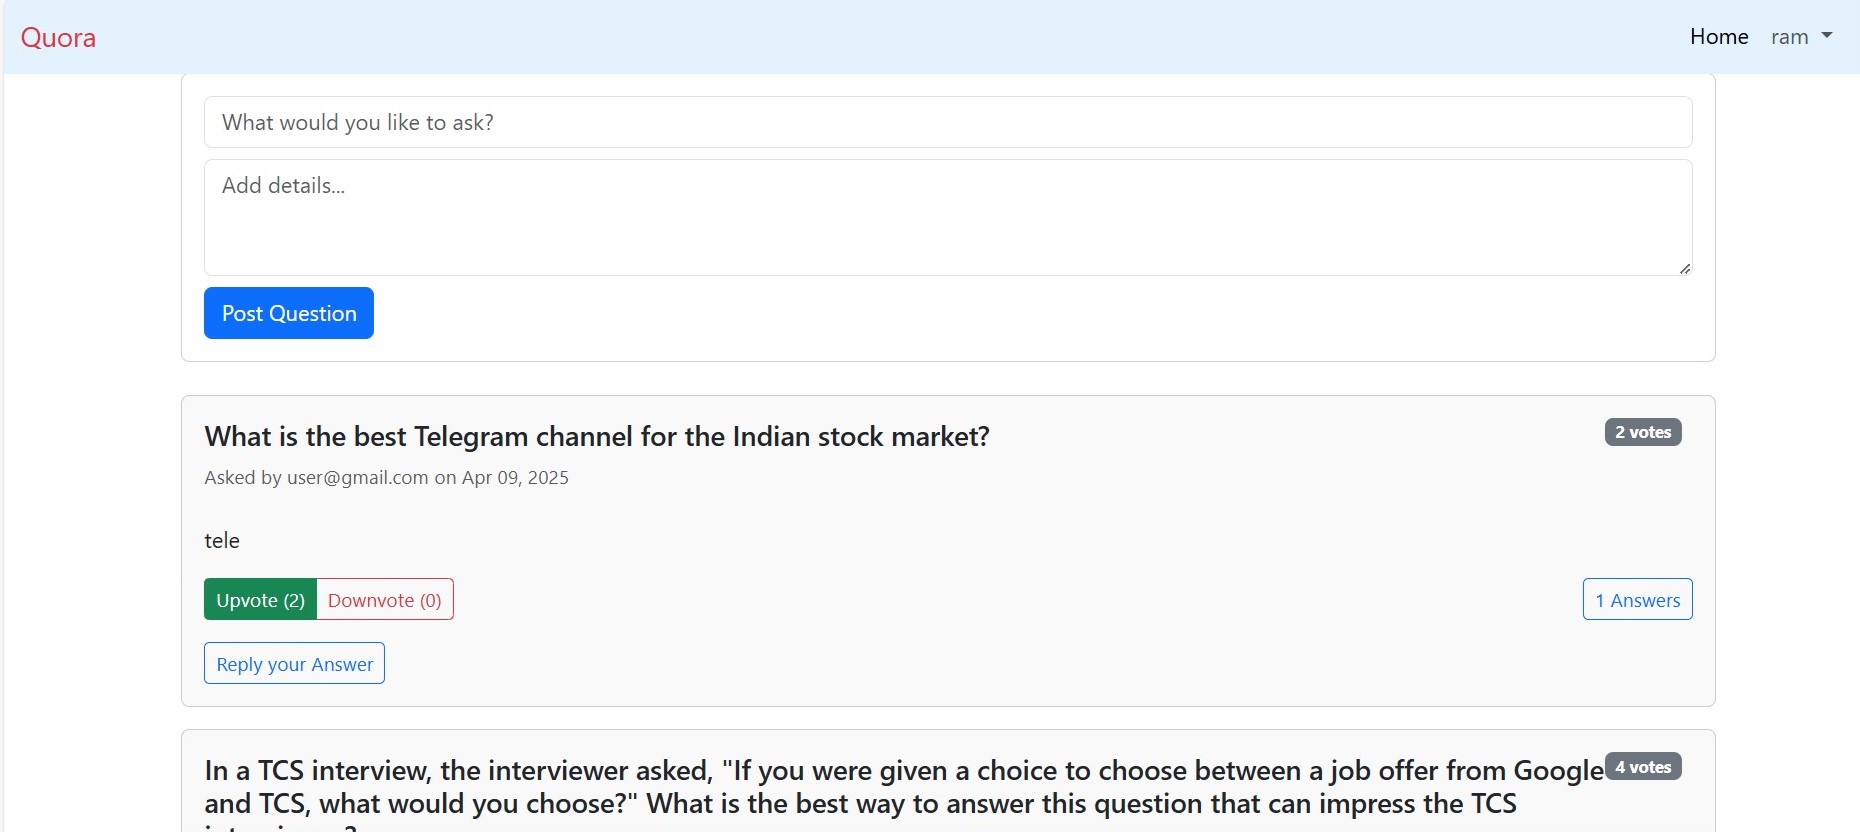 Quora
Home ram
What would you like to ask?
Add details...
Post Question
What is the best Telegram channel for the Indian stock market?
2 votes
Asked by user@gmail.com on Apr 09, 2025
tele
Upvote (2) Downvote (0)
1 Answers
Reply your Answer
In a TCS interview, the interviewer asked, "If you were given a choice to choose between a job offer from Google
4 votes
and TCS, what would you choose?" What is the best way to answer this question that can impress the TCS